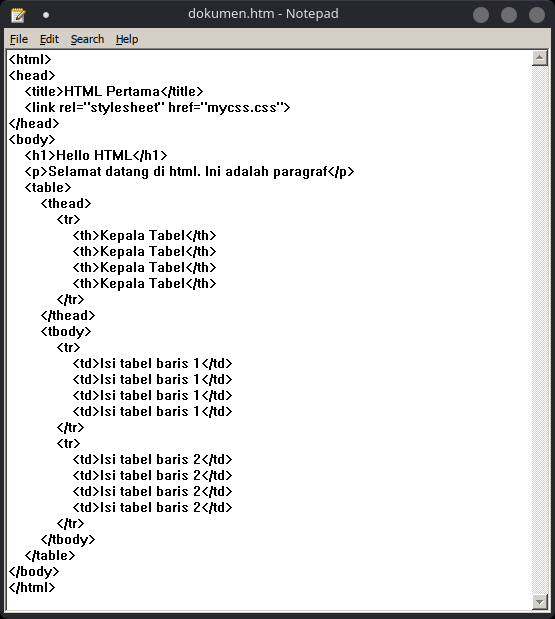 dokumen.htm - Notepad
File Edit Search Help
<html>
<head>
    <title>HTML Pertama</title>
    <link rel="stylesheet" href="mycss.css">
</head>
<body>
    <h1>Hello HTML</h1>
    <p>Selamat datang di html. Ini adalah paragraf</p>
    <table>
        <thead>
            <tr>
                <th>Kepala Tabel</th>
                <th>Kepala Tabel</th>
                <th>Kepala Tabel</th>
                <th>Kepala Tabel</th>
            </tr>
        </thead>
        <tbody>
            <tr>
                <td>Isi tabel baris 1</td>
                <td>Isi tabel baris 1</td>
                <td>Isi tabel baris 1</td>
                <td>Isi tabel baris 1</td>
            </tr>
            <tr>
                <td>Isi tabel baris 2</td>
                <td>Isi tabel baris 2</td>
                <td>Isi tabel baris 2</td>
                <td>Isi tabel baris 2</td>
            </tr>
        </tbody>
    </table>
</body>
</html>